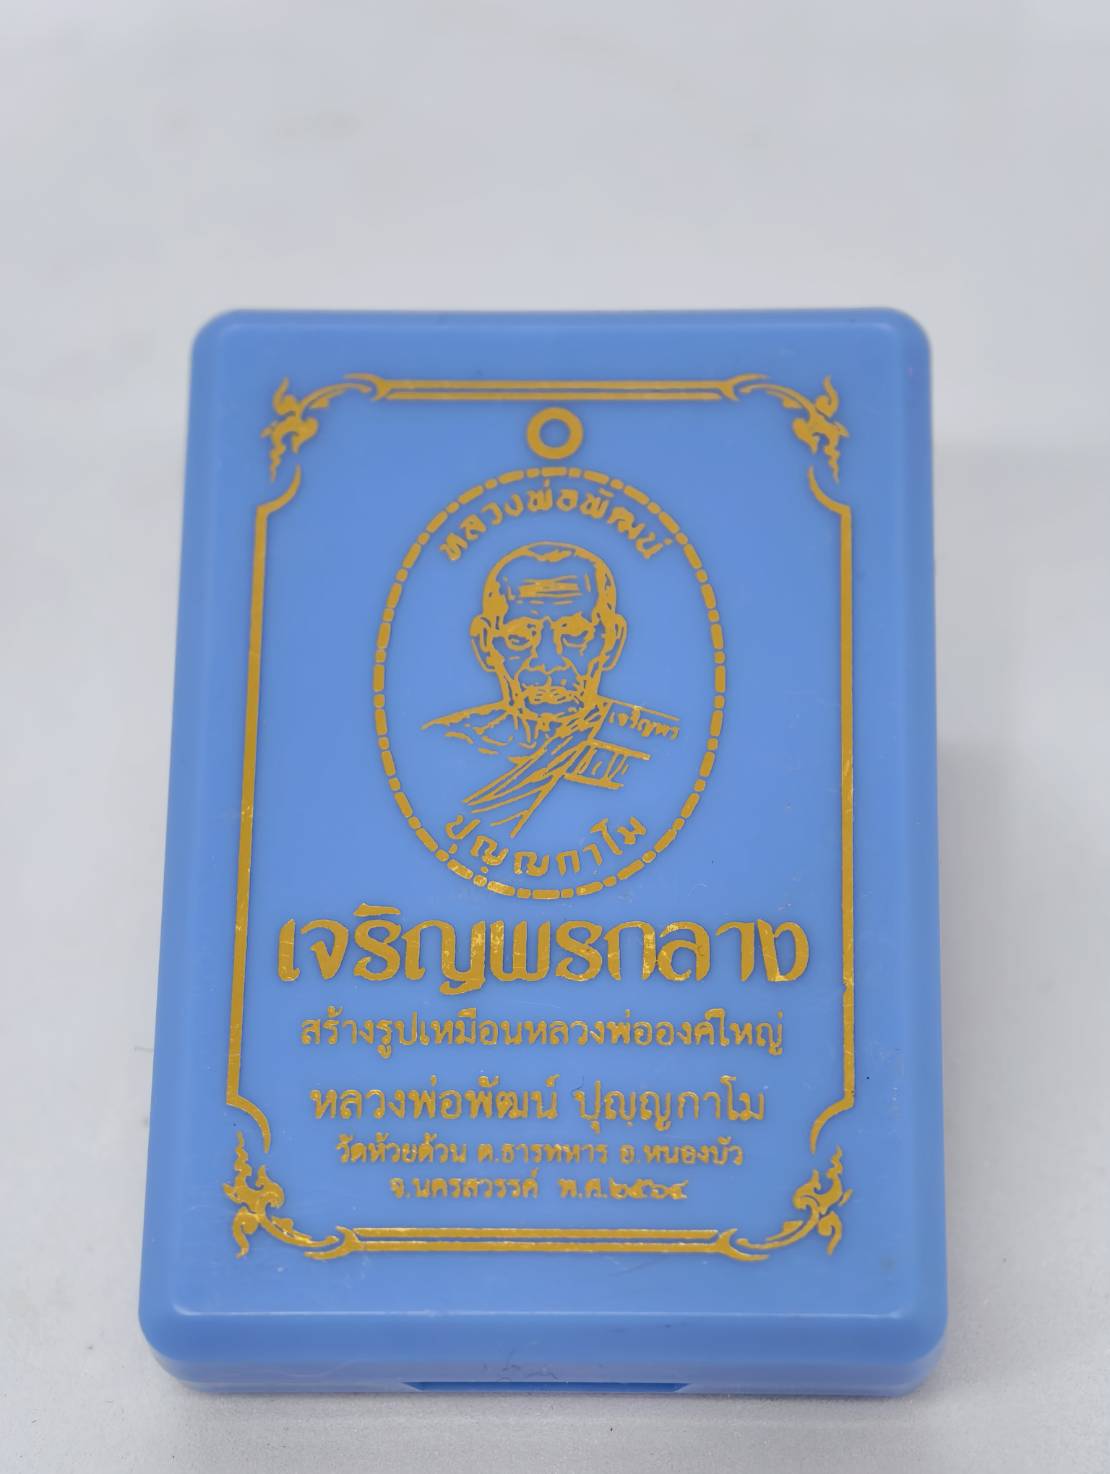 หลวงพ่อพัฒน์
เจริญพร
ปุญฺญกาโม
เจริญพรกลาง
สร้างรูปเหมือนหลวงพ่อองค์ใหญ่
หลวงพ่อพัฒน์ ปุญฺญกาโม
วัดห้วยด้วน ต.ธารทหาร อ.หนองบัว
จ.นครสวรรค์ พ.ศ.๒๕๖๔